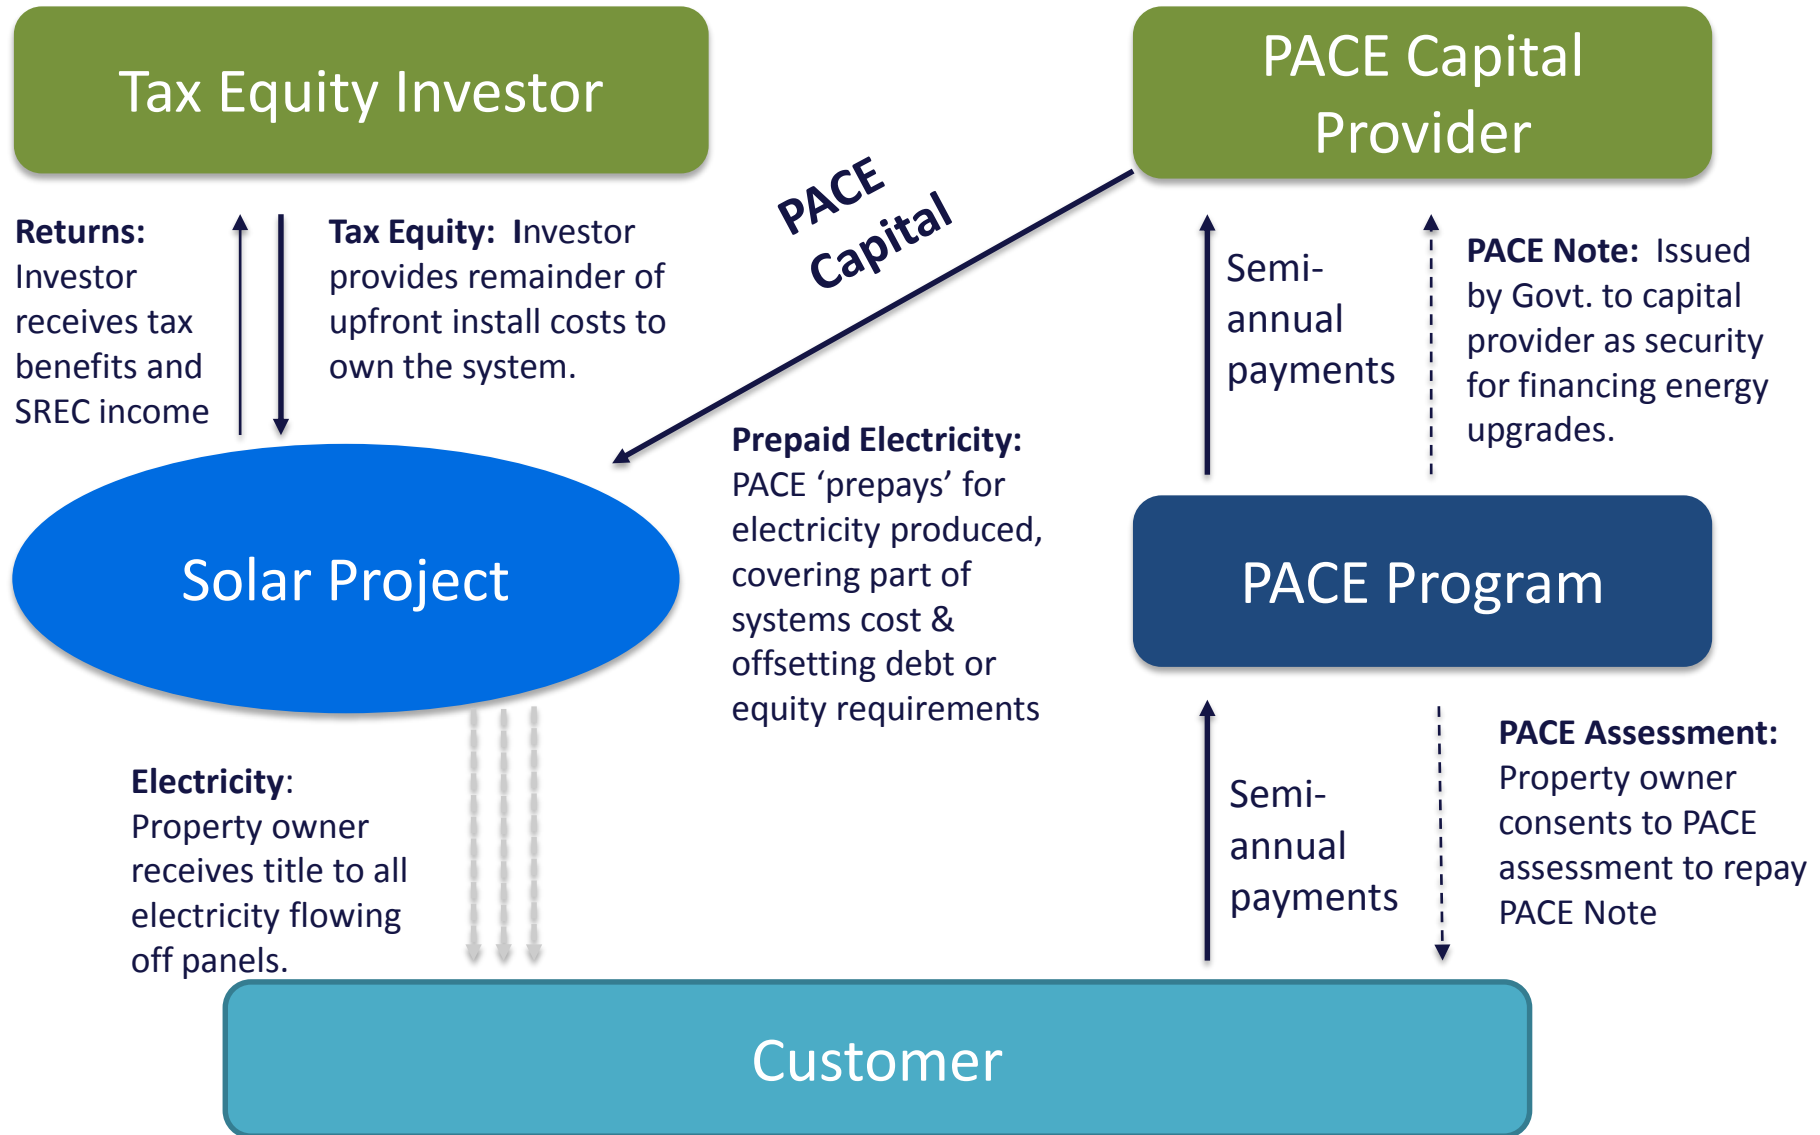 Tax Equity Investor
PACE Capital
Provider
PACE
Capital
Returns:
Investor
receives tax
benefits and
SREC income
Tax Equity:  Investor
provides remainder of
upfront install costs to
own the system.
Semi-
annual
payments
PACE Note:  Issued
by Govt. to capital
provider as security
for financing energy
upgrades.
Prepaid Electricity:
PACE ‘prepays’ for
electricity produced,
covering part of
systems cost &
offsetting debt or
equity requirements
Solar Project
PACE Program
Electricity:
Property owner
receives title to all
electricity flowing
off panels.
Semi-
annual
payments
PACE Assessment:
Property owner
consents to PACE
assessment to repay
PACE Note
Customer